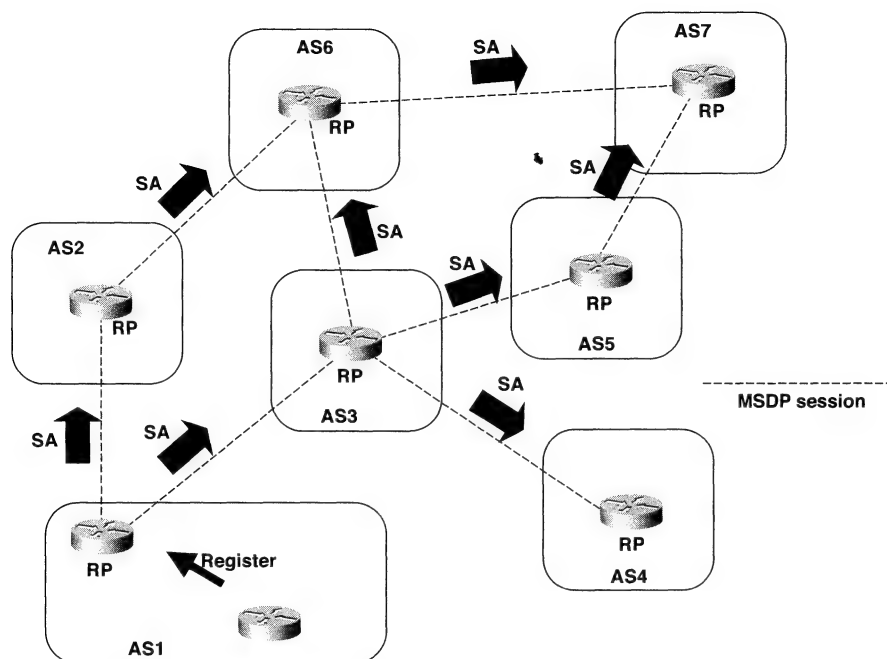 AS6
SA
AS7
RP
RP
SA
SA
AS2
SA
SA
RP
RP
RP
AS5
SA
AS3
MSDP session
SA
SA
RP
Register
RP
AS4
AS1